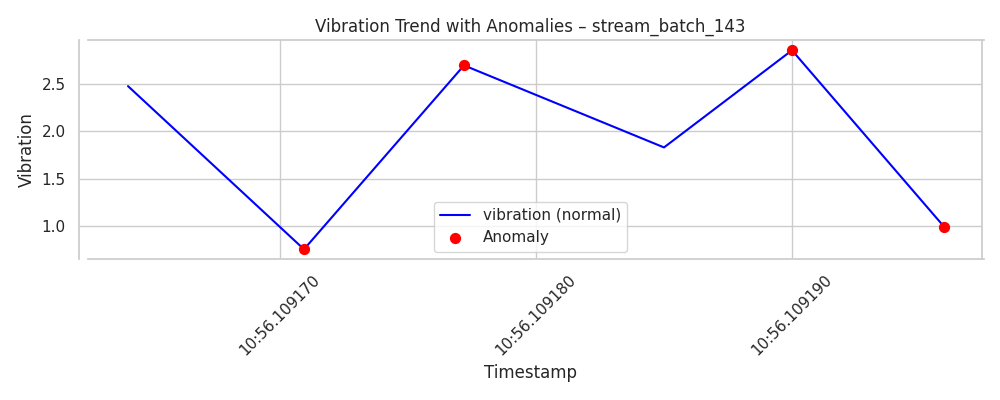 Vibration Trend with Anomalies – stream_batch_143
Vibration
2.5
2.0
1.5
1.0
vibration (normal)
Anomaly
10:56.109170
10:56.109180
10:56.109190
Timestamp